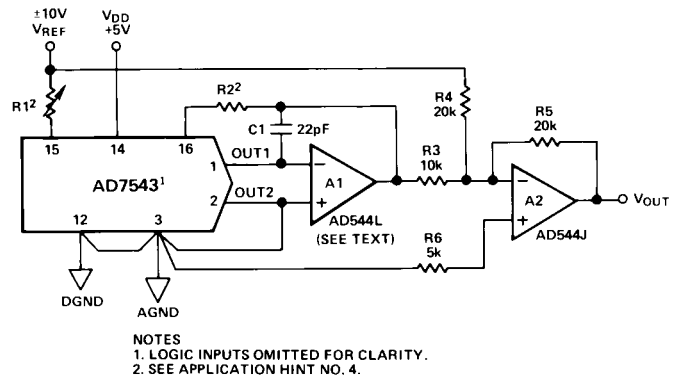 ±10V
VREF
VDD
+5V
R1²
R2²
C1
22pF
R4
20k
R5
20k
15
14
16
OUT1
1
R3
10k
AD7543¹
OUT2
2
−
A1
+
−
A2
+
VOUT
AD544L
(SEE TEXT)
AD544J
12
3
R6
5k
DGND
AGND
NOTES
1. LOGIC INPUTS OMITTED FOR CLARITY.
2. SEE APPLICATION HINT NO. 4.